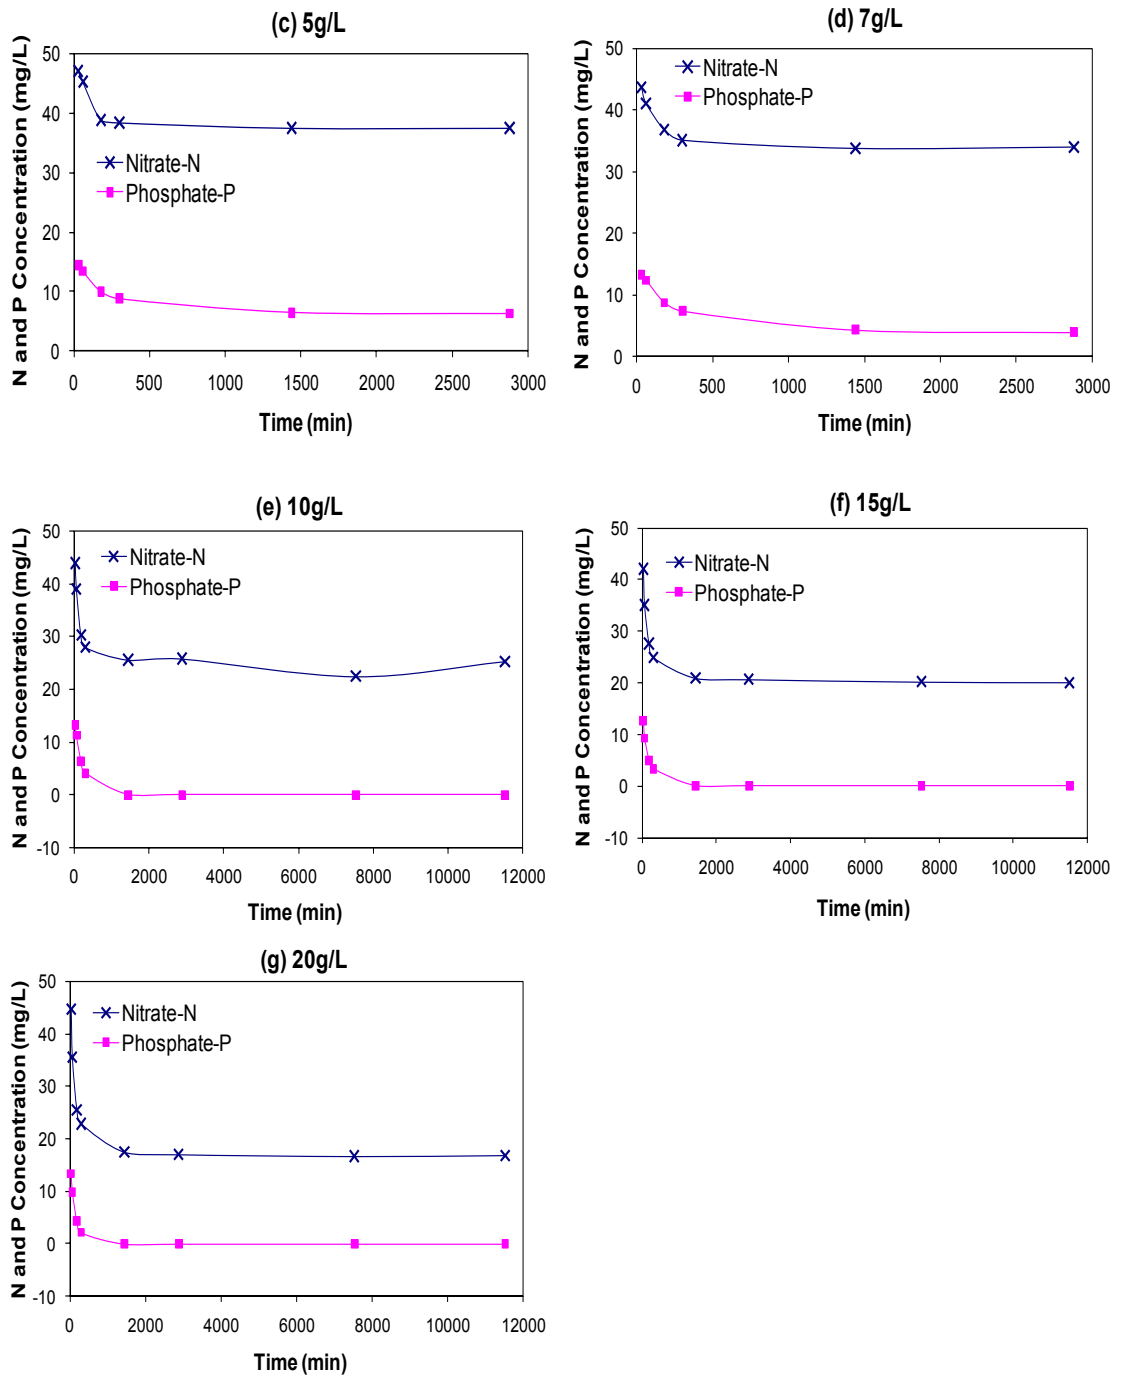 (c) 5g/L
N and P Concentration (mg/L)
50
40
30
20
10
0
Nitrate-N
Phosphate-P
0 500 1000 1500 2000 2500 3000
Time (min)
(d) 7g/L
N and P Concentration (mg/L)
50
40
30
20
10
0
Nitrate-N
Phosphate-P
0 500 1000 1500 2000 2500 3000
Time (min)
(e) 10g/L
N and P Concentration (mg/L)
50
40
30
20
10
0
-10
Nitrate-N
Phosphate-P
0 2000 4000 6000 8000 10000 12000
Time (min)
(f) 15g/L
N and P Concentration (mg/L)
50
40
30
20
10
0
-10
Nitrate-N
Phosphate-P
0 2000 4000 6000 8000 10000 12000
Time (min)
(g) 20g/L
N and P Concentration (mg/L)
50
40
30
20
10
0
-10
Nitrate-N
Phosphate-P
0 2000 4000 6000 8000 10000 12000
Time (min)